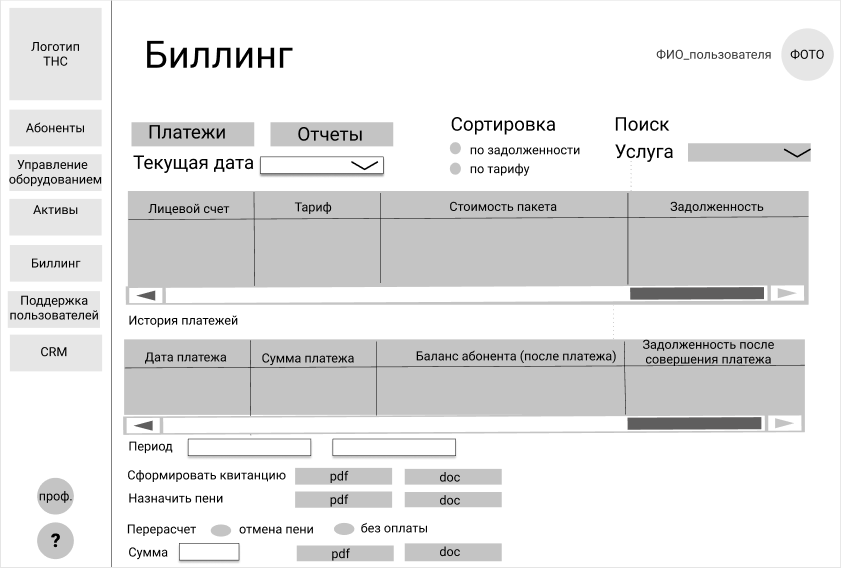 Логотип
ТНС
Абоненты
Управление
оборудованием
Активы
Биллинг
Поддержка
пользователей
CRM
проф.
?
Биллинг
ФИО_пользователя
ФОТО
Платежи
Отчеты
Текущая дата
Сортировка
по задолженности
по тарифу
Поиск
Услуга
Лицевой счет
Тариф
Стоимость пакета
Задолженность
История платежей
Дата платежа
Сумма платежа
Баланс абонента (после платежа)
Задолженность после
совершения платежа
Период
Сформировать квитанцию
pdf
doc
Назначить пени
pdf
doc
Перерасчет
отмена пени
без оплаты
Сумма
pdf
doc